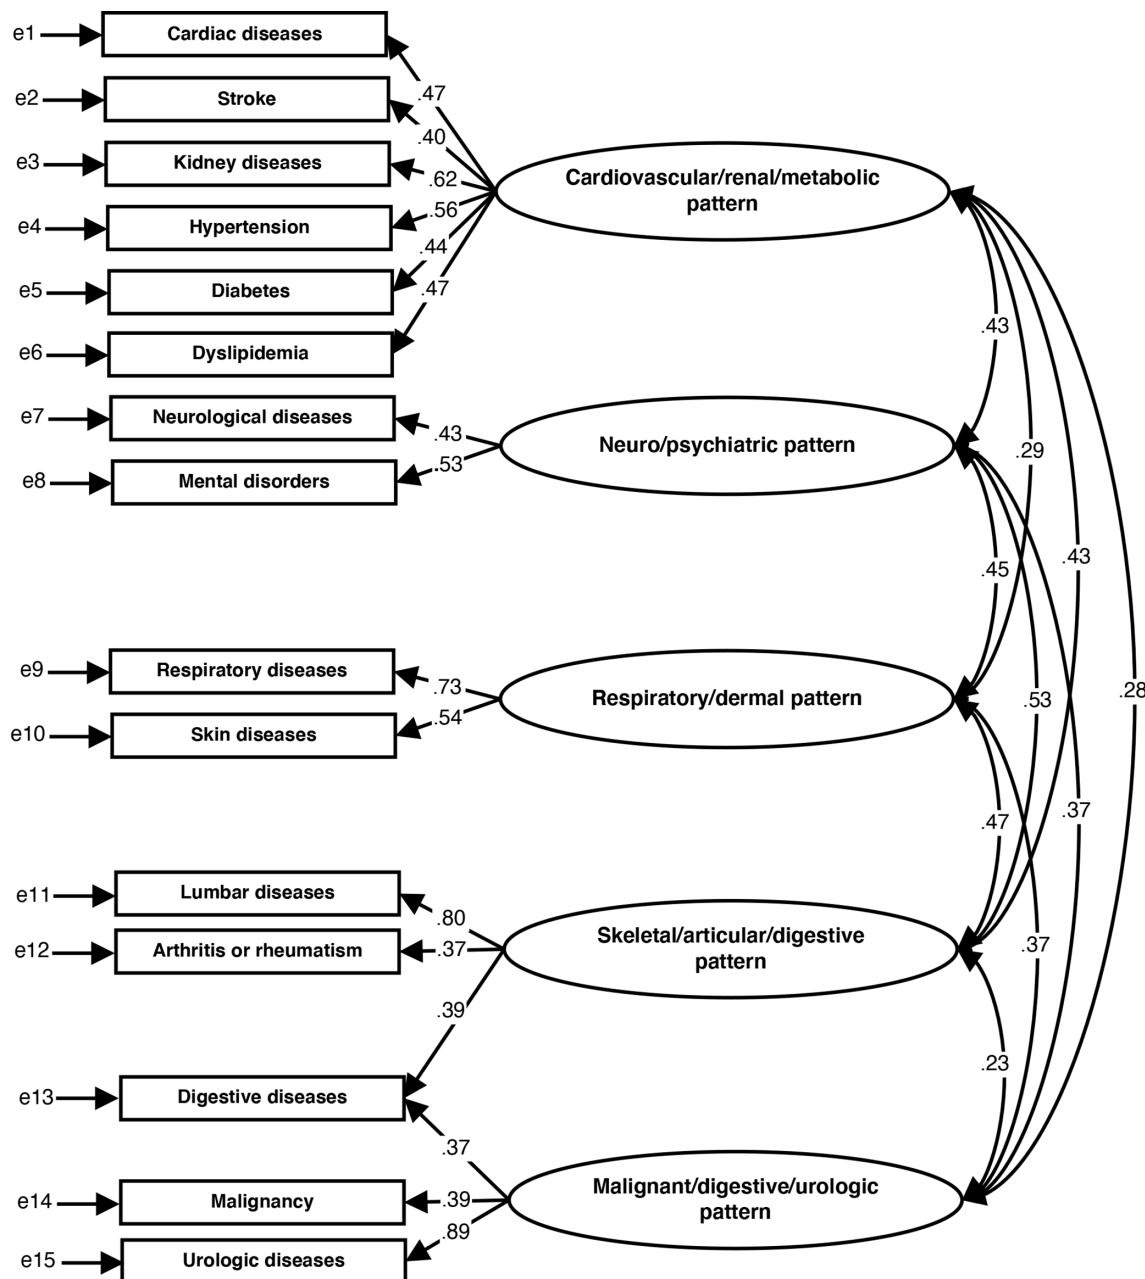 e1
Cardiac diseases
.47
e2
Stroke
.40
e3
Kidney diseases
.62
Cardiovascular/renal/metabolic
pattern
e4
Hypertension
.56
.44
e5
Diabetes
.47
e6
Dyslipidemia
.43
e7
Neurological diseases
.43
Neuro/psychiatric pattern
.29
e8
Mental disorders
.53
.45
.43
e9
Respiratory diseases
.73
Respiratory/dermal pattern
.53
.28
e10
Skin diseases
.54
.47
.37
e11
Lumbar diseases
.80
Skeletal/articular/digestive
pattern
e12
Arthritis or rheumatism
.37
.37
.39
.23
e13
Digestive diseases
.37
Malignant/digestive/urologic
pattern
e14
Malignancy
.39
.89
e15
Urologic diseases